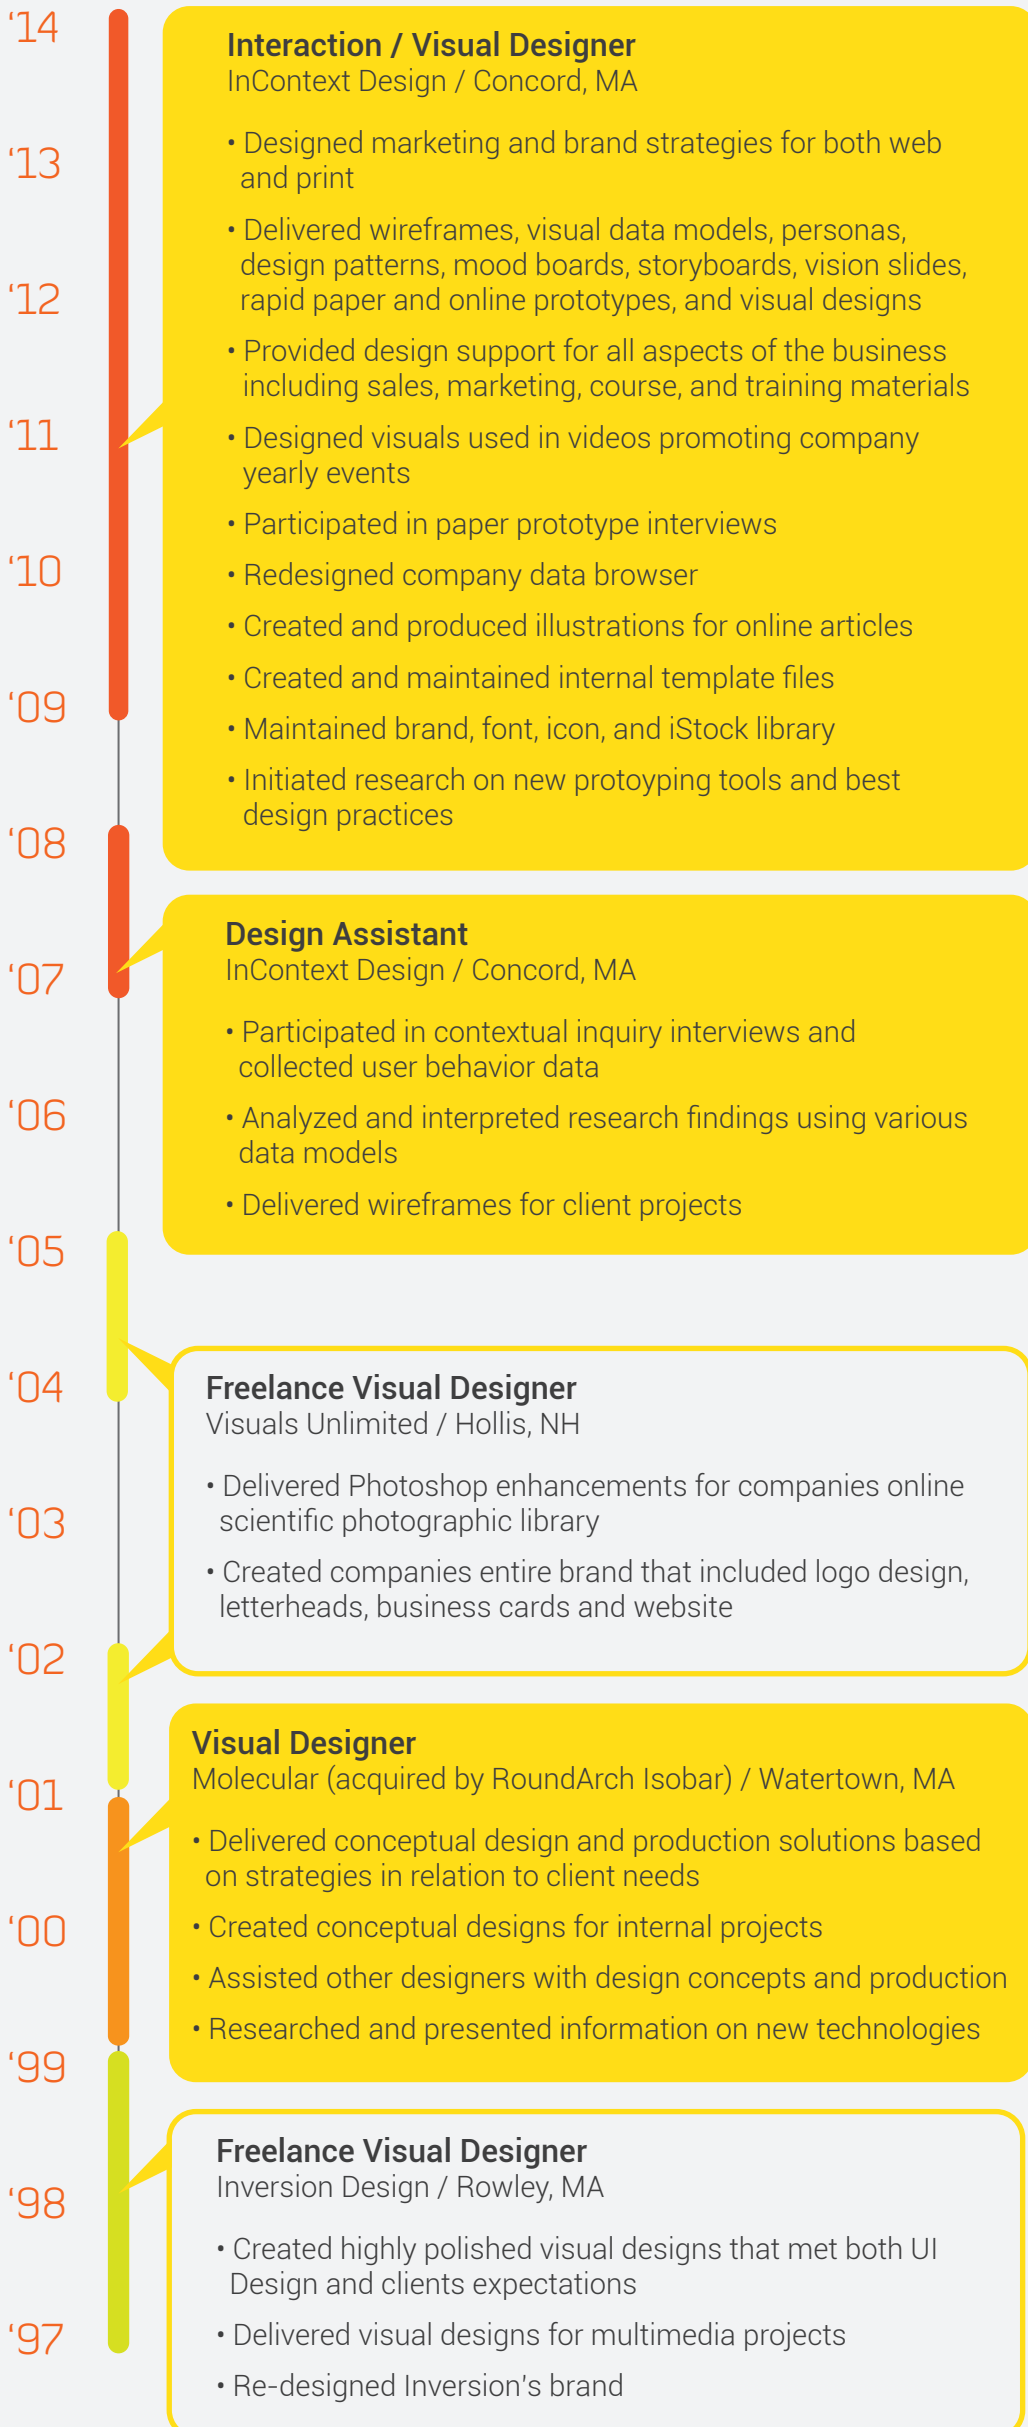 ‘14
Interaction / Visual Designer
InContext Design / Concord, MA
‘13
• Designed marketing and brand strategies for both web
and print
‘12
• Delivered wireframes, visual data models, personas,
design patterns, mood boards, storyboards, vision slides,
rapid paper and online prototypes, and visual designs
• Provided design support for all aspects of the business
including sales, marketing, course, and training materials
‘11
• Designed visuals used in videos promoting company
yearly events
• Participated in paper prototype interviews
‘10
• Redesigned company data browser
• Created and produced illustrations for online articles
• Created and maintained internal template files
‘09
• Maintained brand, font, icon, and iStock library
• Initiated research on new protoyping tools and best
design practices
‘08
Design Assistant
InContext Design / Concord, MA
‘07
• Participated in contextual inquiry interviews and
collected user behavior data
‘06
• Analyzed and interpreted research findings using various
data models
• Delivered wireframes for client projects
‘05
‘04
Freelance Visual Designer
Visuals Unlimited / Hollis, NH
• Delivered Photoshop enhancements for companies online
scientific photographic library
‘03
• Created companies entire brand that included logo design,
letterheads, business cards and website
‘02
Visual Designer
Molecular (acquired by RoundArch Isobar) / Watertown, MA
‘01
• Delivered conceptual design and production solutions based
on strategies in relation to client needs
‘00
• Created conceptual designs for internal projects
• Assisted other designers with design concepts and production
• Researched and presented information on new technologies
‘99
Freelance Visual Designer
Inversion Design / Rowley, MA
‘98
• Created highly polished visual designs that met both UI
Design and clients expectations
‘97
• Delivered visual designs for multimedia projects
• Re-designed Inversion's brand